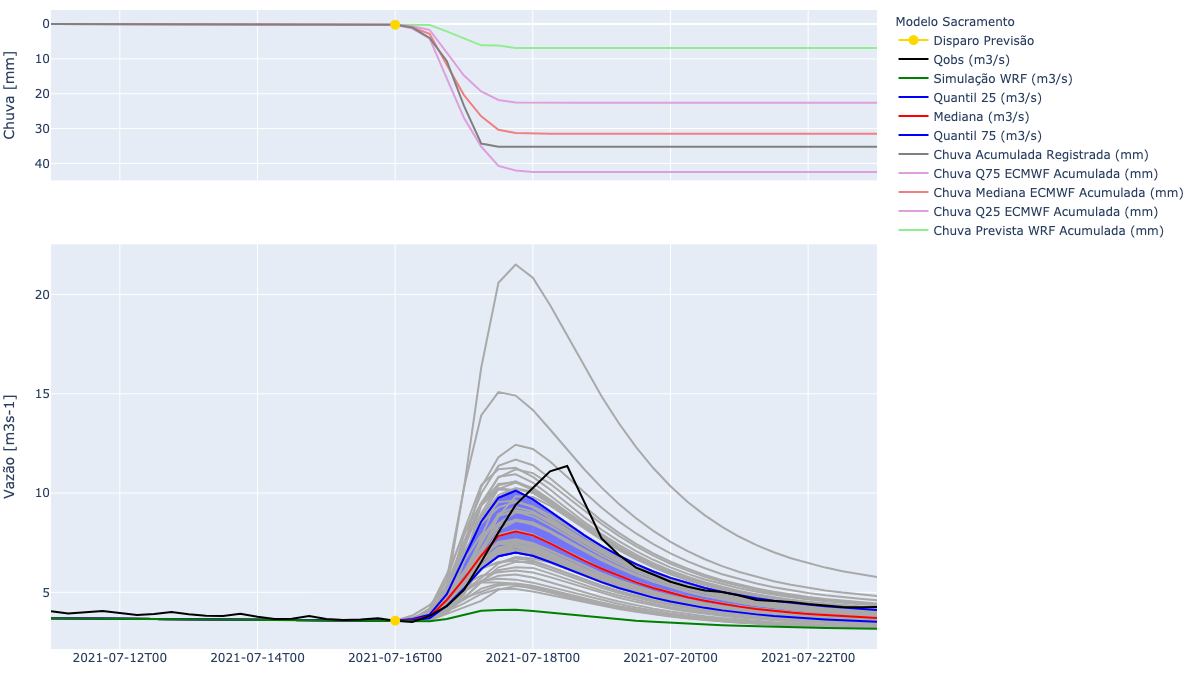 0
10
20
30
40
Chuva [mm]
Modelo Sacramento
Disparo Previsão
Qobs (m3/s)
Simulação WRF (m3/s)
Quantil 25 (m3/s)
Mediana (m3/s)
Quantil 75 (m3/s)
Chuva Acumulada Registrada (mm)
Chuva Q75 ECMWF Acumulada (mm)
Chuva Mediana ECMWF Acumulada (mm)
Chuva Q25 ECMWF Acumulada (mm)
Chuva Prevista WRF Acumulada (mm)
20
15
10
5
Vazão [m3s-1]
2021-07-12T00 2021-07-14T00 2021-07-16T00 2021-07-18T00 2021-07-20T00 2021-07-22T00